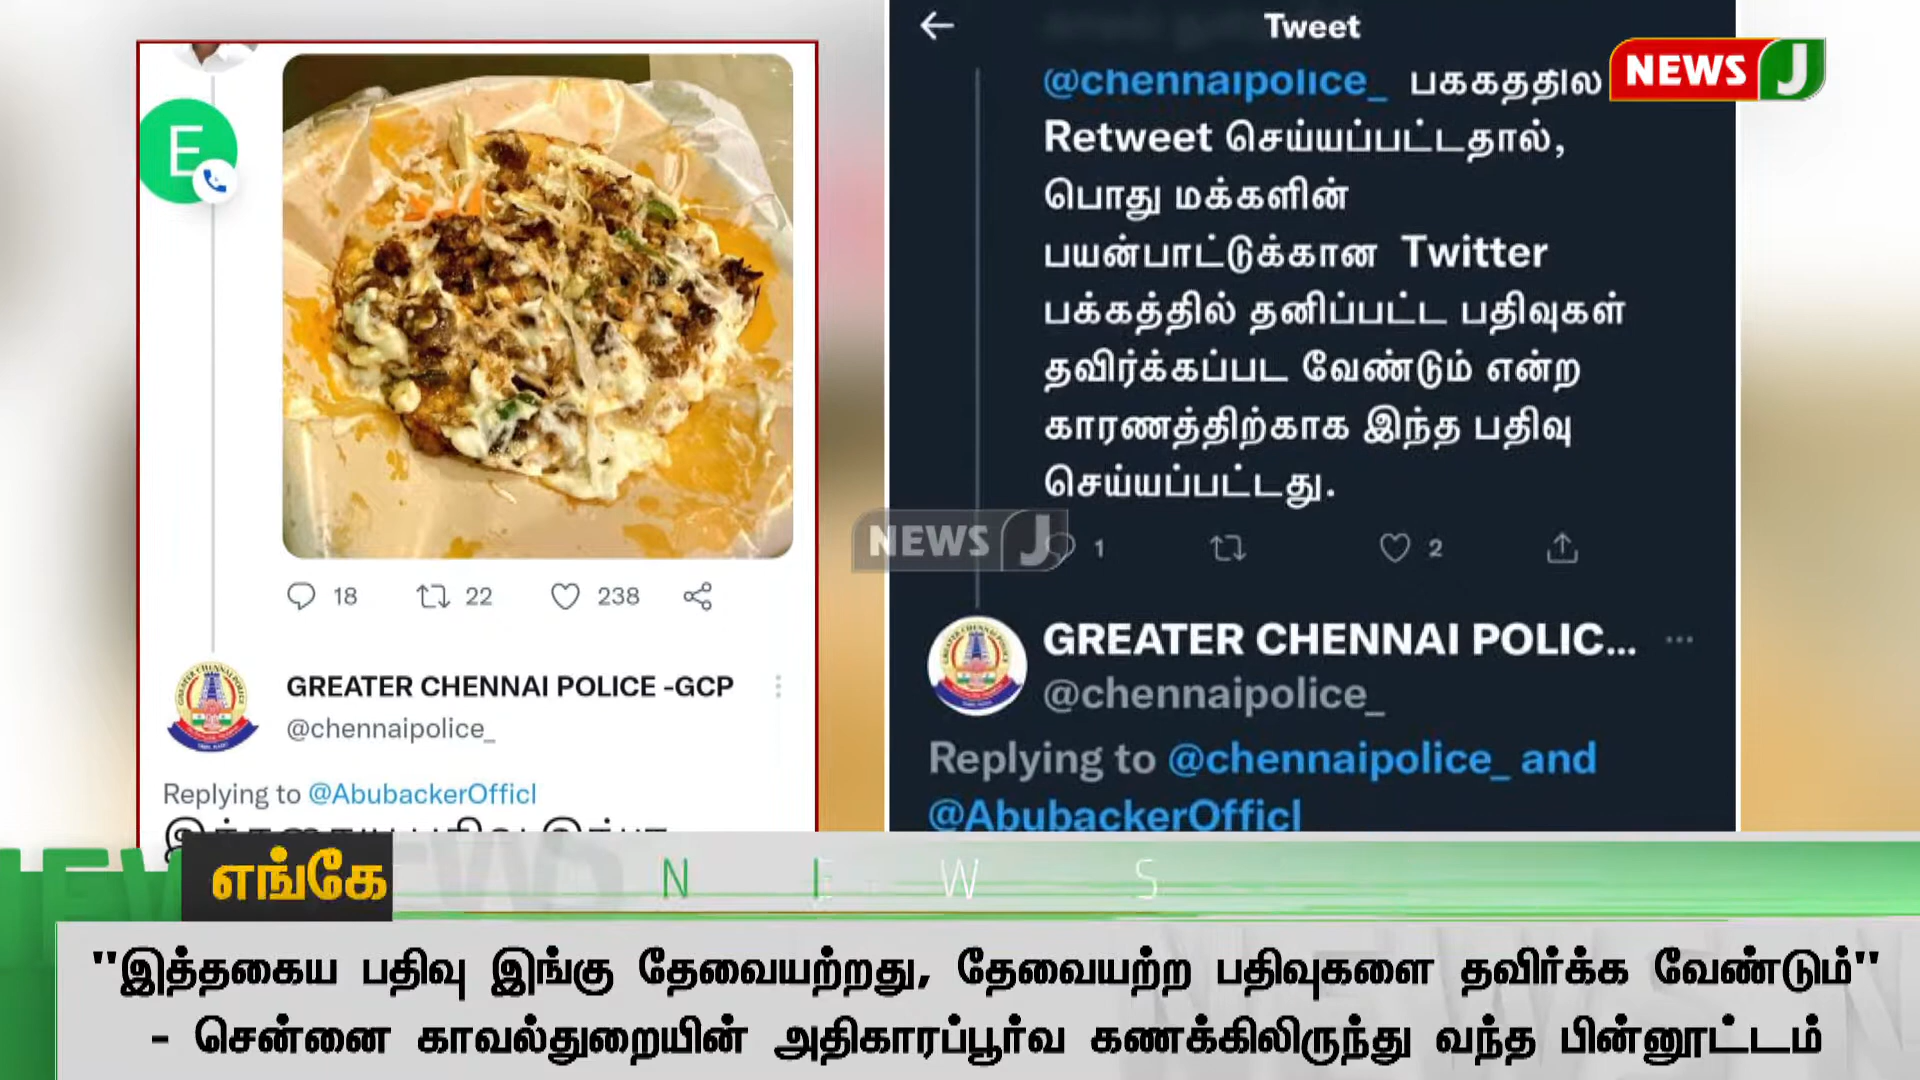 E
18 22 238
GREATER CHENNAI POLICE -GCP
@chennaipolice_
Replying to @AbubackerOfficl
Tweet
NEWS J
@chennaipolice_ பக்கத்தில்
Retweet செய்யப்பட்டதால்,
பொது மக்களின்
பயன்பாட்டுக்கான Twitter
பக்கத்தில் தனிப்பட்ட பதிவுகள்
தவிர்க்கப்பட வேண்டும் என்ற
காரணத்திற்காக இந்த பதிவு
செய்யப்பட்டது.
NEWS J
1 2
GREATER CHENNAI POLIC...
@chennaipolice_
Replying to @chennaipolice_ and
@AbubackerOfficl
எங்கே
N E W S
"இத்தகைய பதிவு இங்கு தேவையற்றது, தேவையற்ற பதிவுகளை தவிர்க்க வேண்டும்"
- சென்னை காவல்துறையின் அதிகாரப்பூர்வ கணக்கிலிருந்து வந்த பின்னூட்டம்